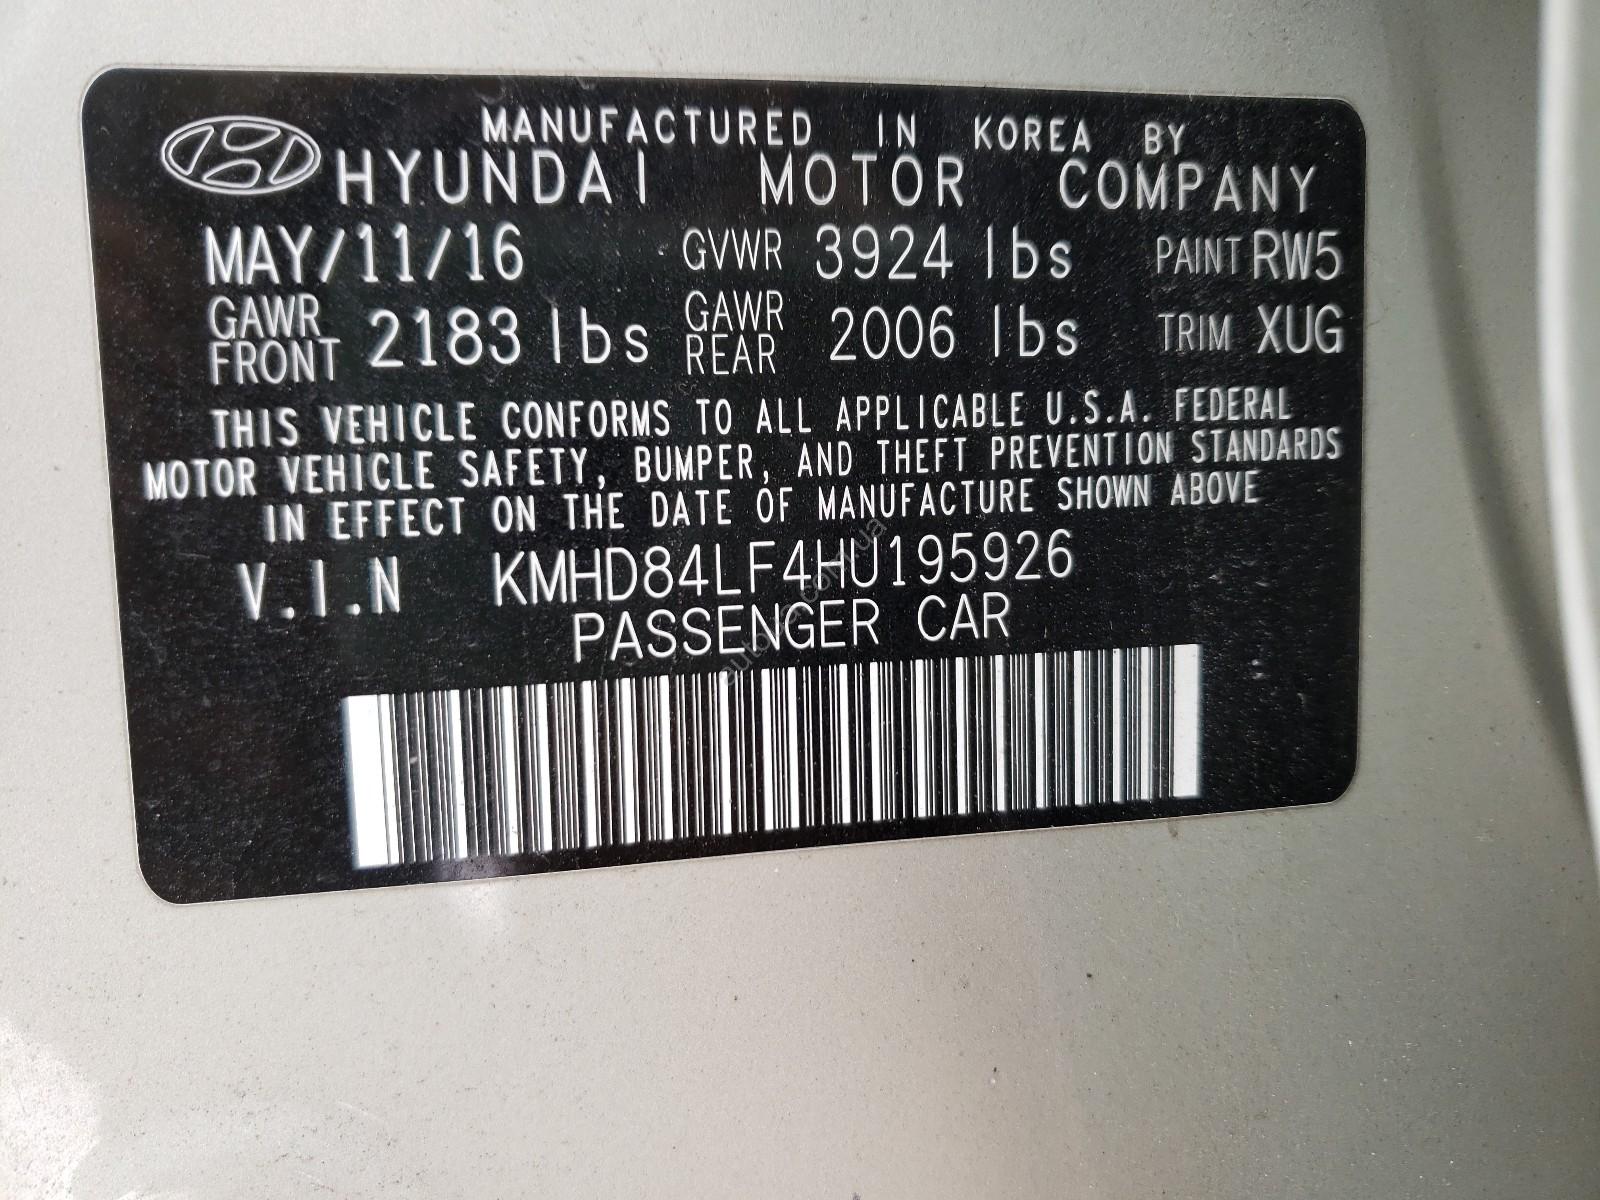 MANUFACTURED IN KOREA BY
HYUNDAI MOTOR COMPANY
MAY/11/16 GVWR 3924 lbs PAINT RW5
GAWR FRONT 2183 lbs GAWR REAR 2006 lbs TRIM XUG
THIS VEHICLE CONFORMS TO ALL APPLICABLE U.S.A. FEDERAL
MOTOR VEHICLE SAFETY, BUMPER, AND THEFT PREVENTION STANDARDS
IN EFFECT ON THE DATE OF MANUFACTURE SHOWN ABOVE
V.I.N KMHD84LF4HU195926
PASSENGER CAR